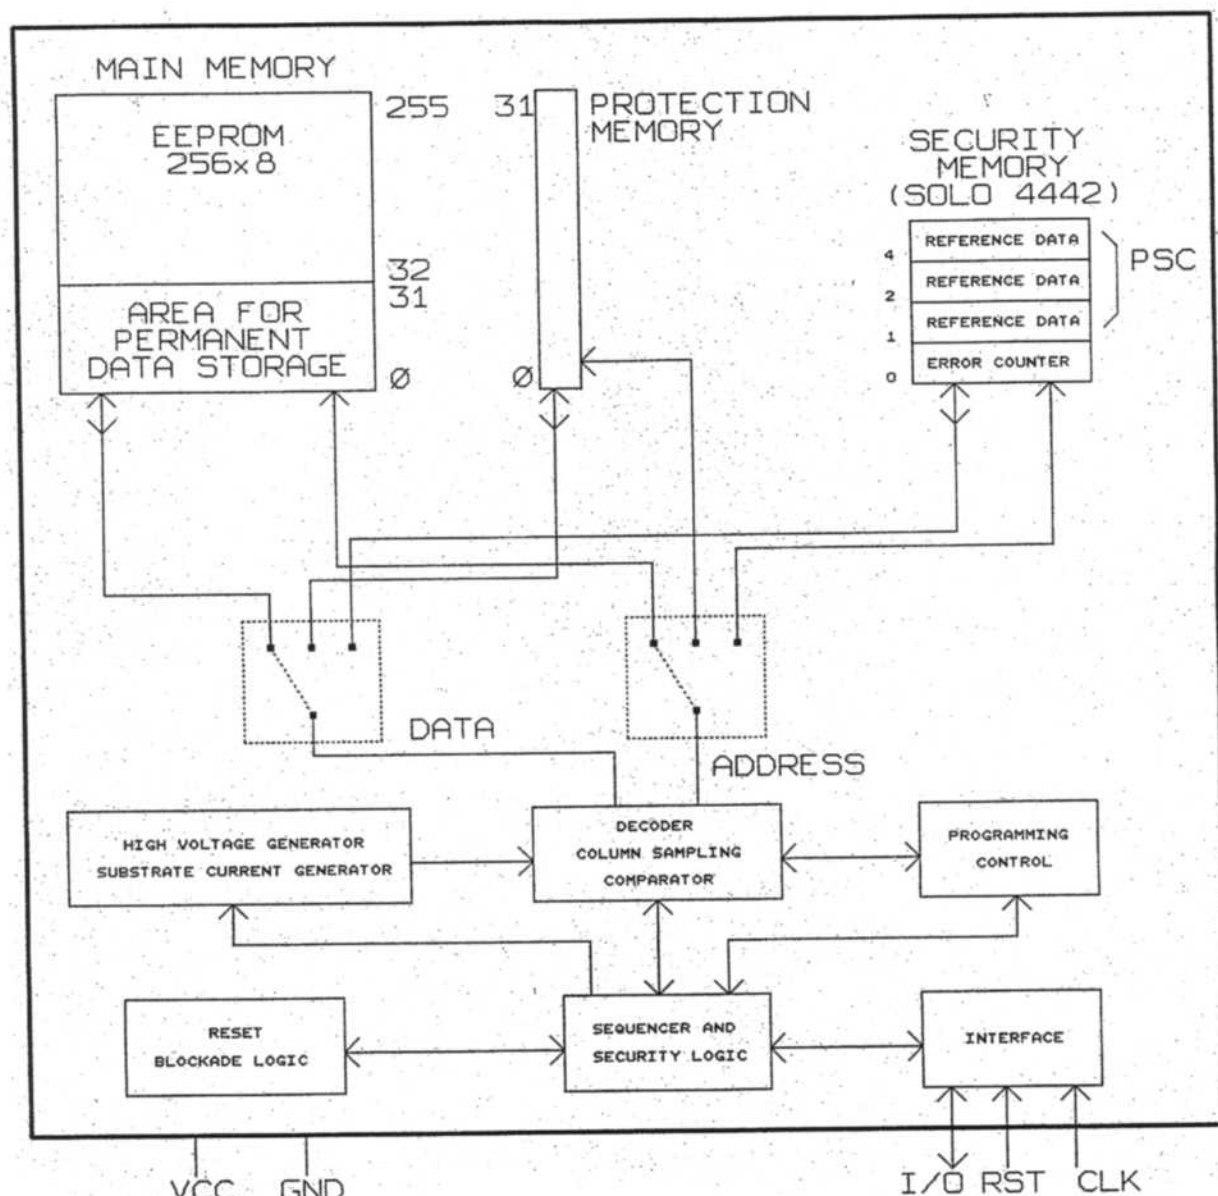 MAIN MEMORY
EEPROM
256x8
255
32
31
AREA FOR
PERMANENT
DATA STORAGE
Ø
31
PROTECTION
MEMORY
Ø
SECURITY
MEMORY
(SOLO 4442)
4
REFERENCE DATA
2
REFERENCE DATA
1
REFERENCE DATA
0
ERROR COUNTER
PSC
DATA
ADDRESS
HIGH VOLTAGE GENERATOR
SUBSTRATE CURRENT GENERATOR
DECODER
COLUMN SAMPLING
COMPARATOR
PROGRAMMING
CONTROL
RESET
BLOCKADE LOGIC
SEQUENCER AND
SECURITY LOGIC
INTERFACE
VCC GND
I/O RST CLK